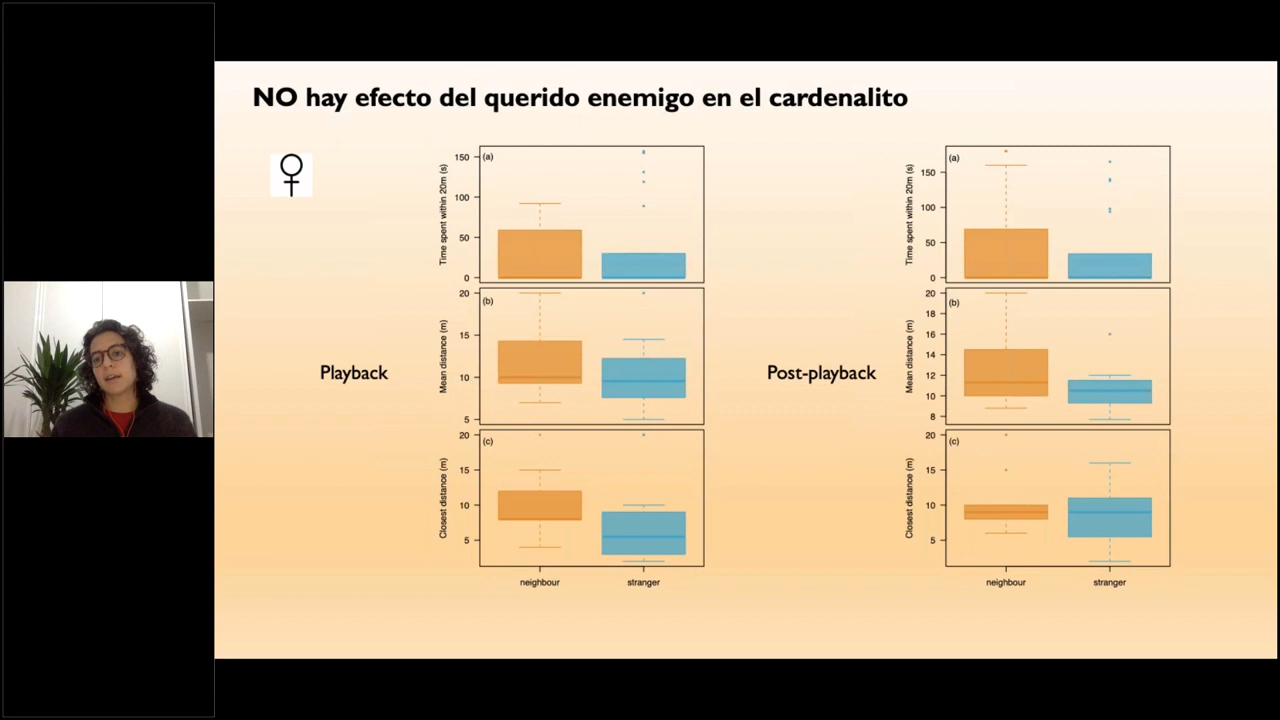 NO hay efecto del querido enemigo en el cardenalito
Playback
(a)
Time spent within 20m (s)
150
100
50
0
(b)
Mean distance (m)
20
15
10
5
(c)
Closest distance (m)
20
15
10
5
neighbour stranger
Post-playback
(a)
Time spent within 20m (s)
150
100
50
0
(b)
Mean distance (m)
20
18
16
14
12
10
8
(c)
Closest distance (m)
20
15
10
5
neighbour stranger